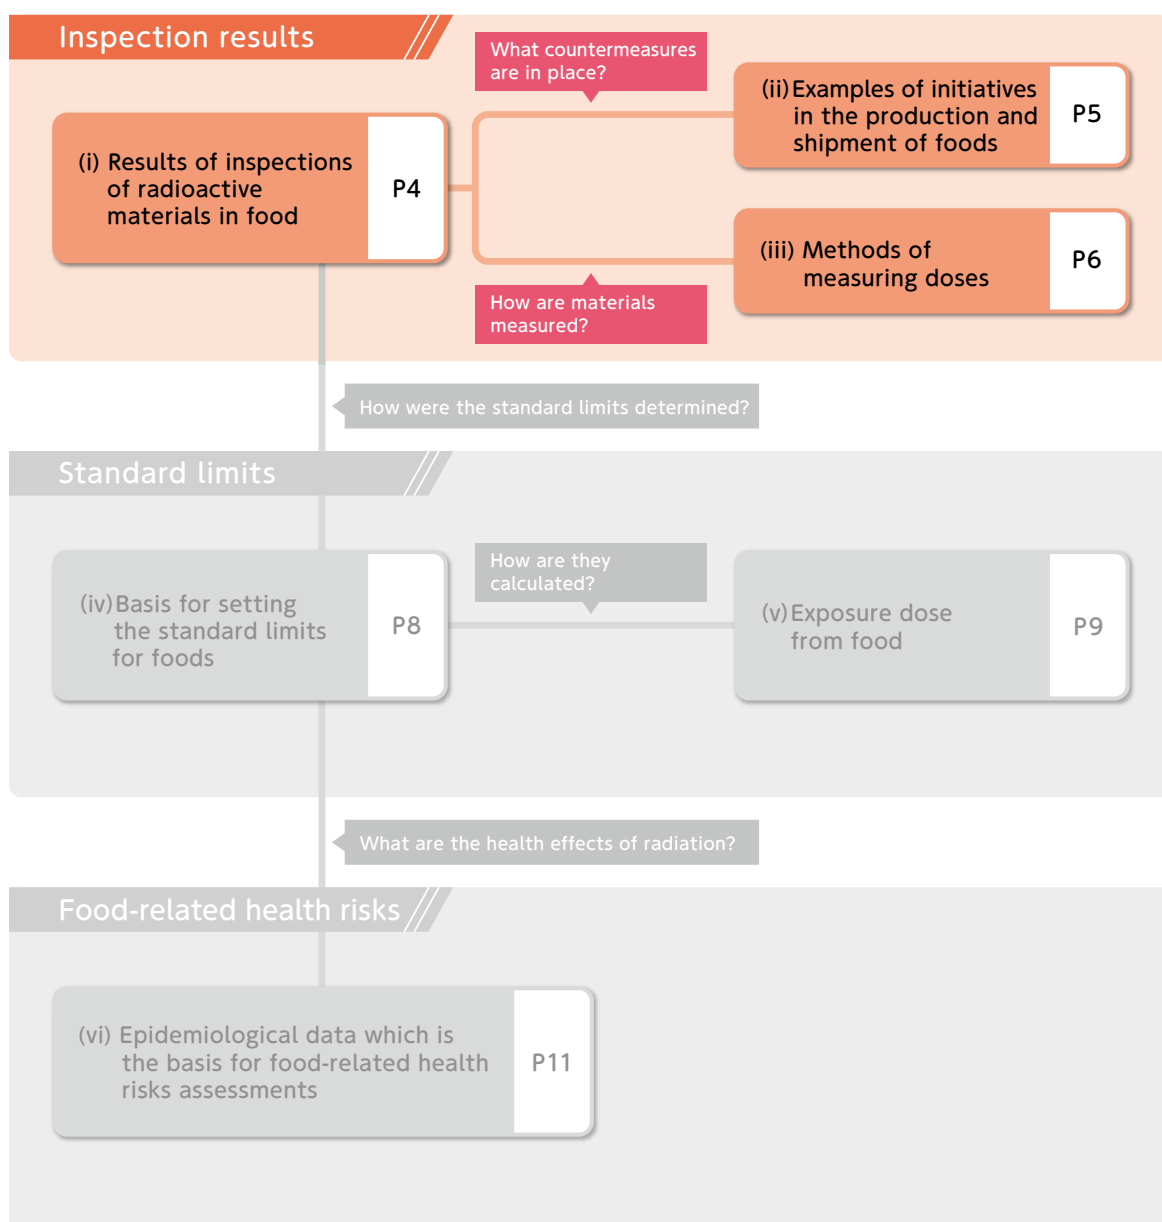 Inspection results
What countermeasures
are in place?
(i) Results of inspections
of radioactive
materials in food
P4
(ii) Examples of initiatives
in the production and
shipment of foods
P5
(iii) Methods of
measuring doses
P6
How are materials
measured?
How were the standard limits determined?
Standard limits
(iv) Basis for setting
the standard limits
for foods
P8
How are they
calculated?
(v) Exposure dose
from food
P9
What are the health effects of radiation?
Food-related health risks
(vi) Epidemiological data which is
the basis for food-related health
risks assessments
P11